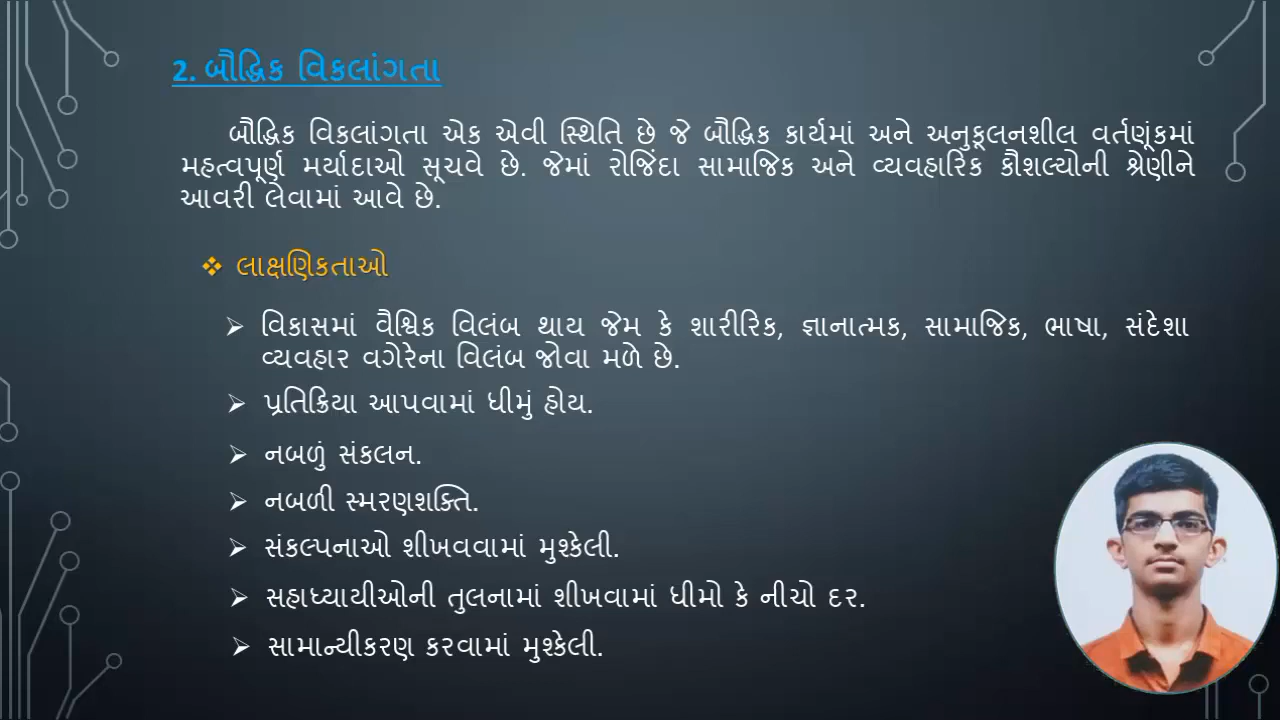 2. બૌદ્ધિક વિકલાંગતા
બૌદ્ધિક વિકલાંગતા એક એવી સ્થિતિ છે જે બૌદ્ધિક કાર્યમાં અને અનુકૂલનશીલ વર્તણૂંકમાં
મહત્વપૂર્ણ મર્યાદાઓ સૂચવે છે. જેમાં રોજિંદા સામાજિક અને વ્યવહારિક કૌશલ્યોની શ્રેણીને
આવરી લેવામાં આવે છે.
❖ લાક્ષણિકતાઓ
➢ વિકાસમાં વૈશ્વિક વિલંબ થાય જેમ કે શારીરિક, જ્ઞાનાત્મક, સામાજિક, ભાષા, સંદેશા
વ્યવહાર વગેરેના વિલંબ જોવા મળે છે.
➢ પ્રતિક્રિયા આપવામાં ધીમું હોય.
➢ નબળું સંકલન.
➢ નબળી સ્મરણશક્તિ.
➢ સંકલ્પનાઓ શીખવવામાં મુશ્કેલી.
➢ સહાધ્યાયીઓની તુલનામાં શીખવામાં ધીમો કે નીચો દર.
➢ સામાન્યીકરણ કરવામાં મુશ્કેલી.